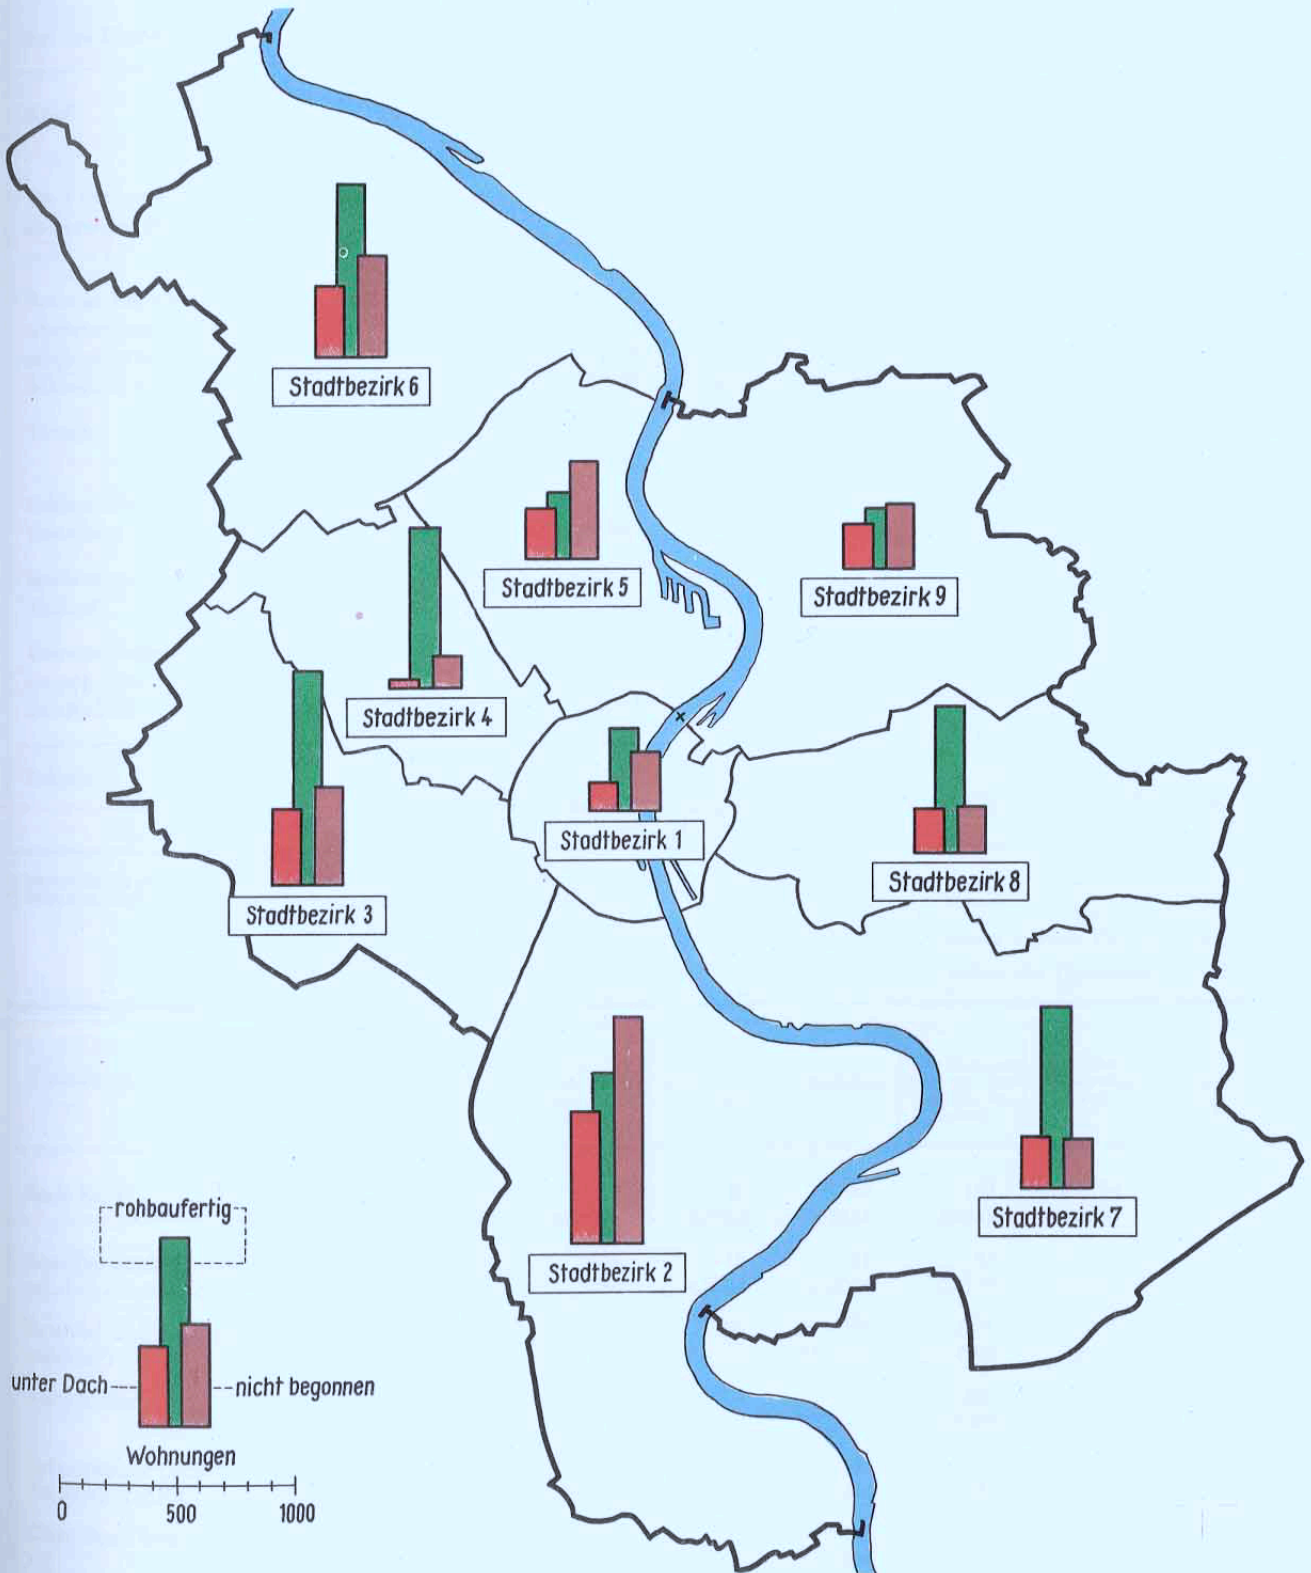 Stadtbezirk 6
Stadtbezirk 5
Stadtbezirk 9
Stadtbezirk 4
Stadtbezirk 1
Stadtbezirk 8
Stadtbezirk 3
Stadtbezirk 7
Stadtbezirk 2
rohbaufertig
unter Dach
nicht begonnen
Wohnungen
0 500 1000